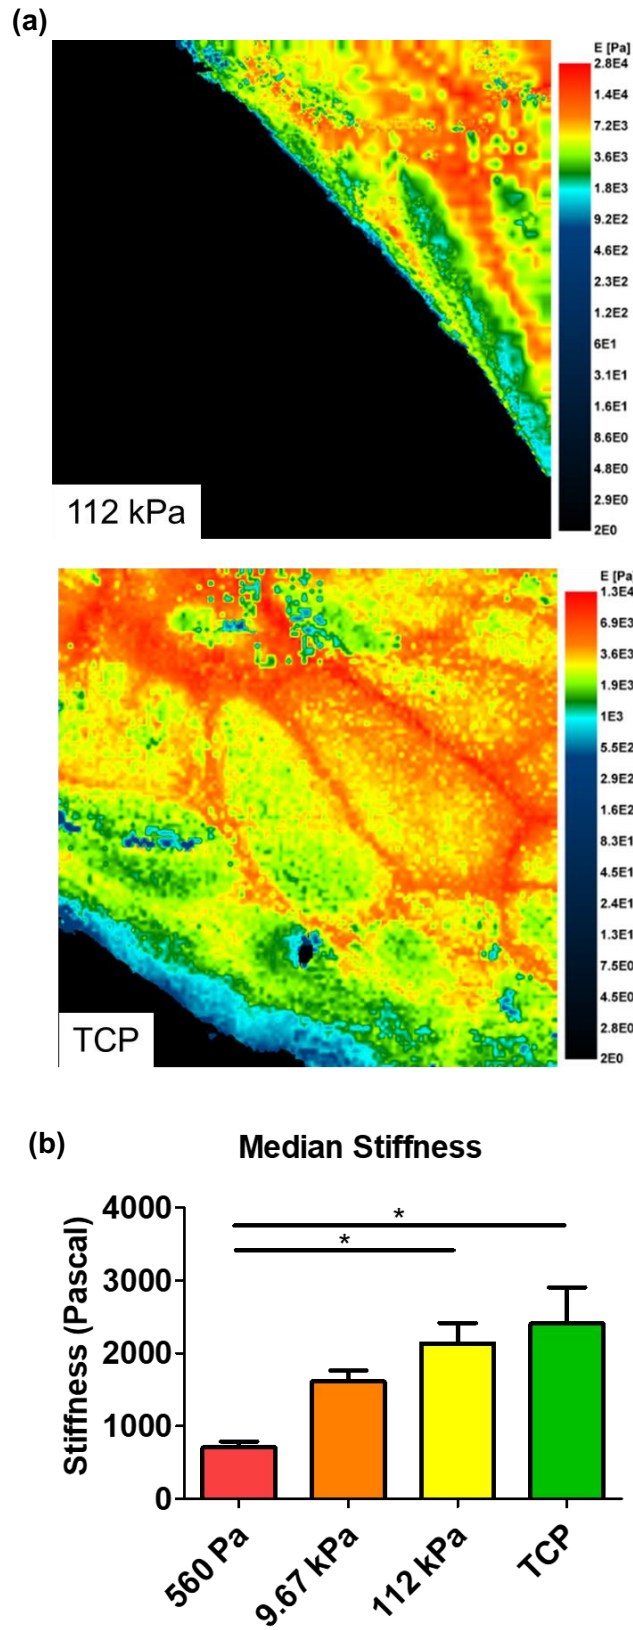 (a)
E [Pa]
2.8E4
1.4E4
7.2E3
3.6E3
1.8E3
9.2E2
4.6E2
2.3E2
1.2E2
6E1
3.1E1
1.6E1
8.6E0
4.8E0
2.9E0
2E0
112 kPa
E [Pa]
1.3E4
6.9E3
3.6E3
1.9E3
1E3
5.5E2
2.9E2
1.6E2
8.3E1
4.5E1
2.4E1
1.3E1
7.5E0
4.5E0
2.8E0
2E0
TCP
(b)
Median Stiffness
Stiffness (Pascal)
4000
3000
2000
1000
0
*
*
560 Pa
9.67 kPa
112 kPa
TCP